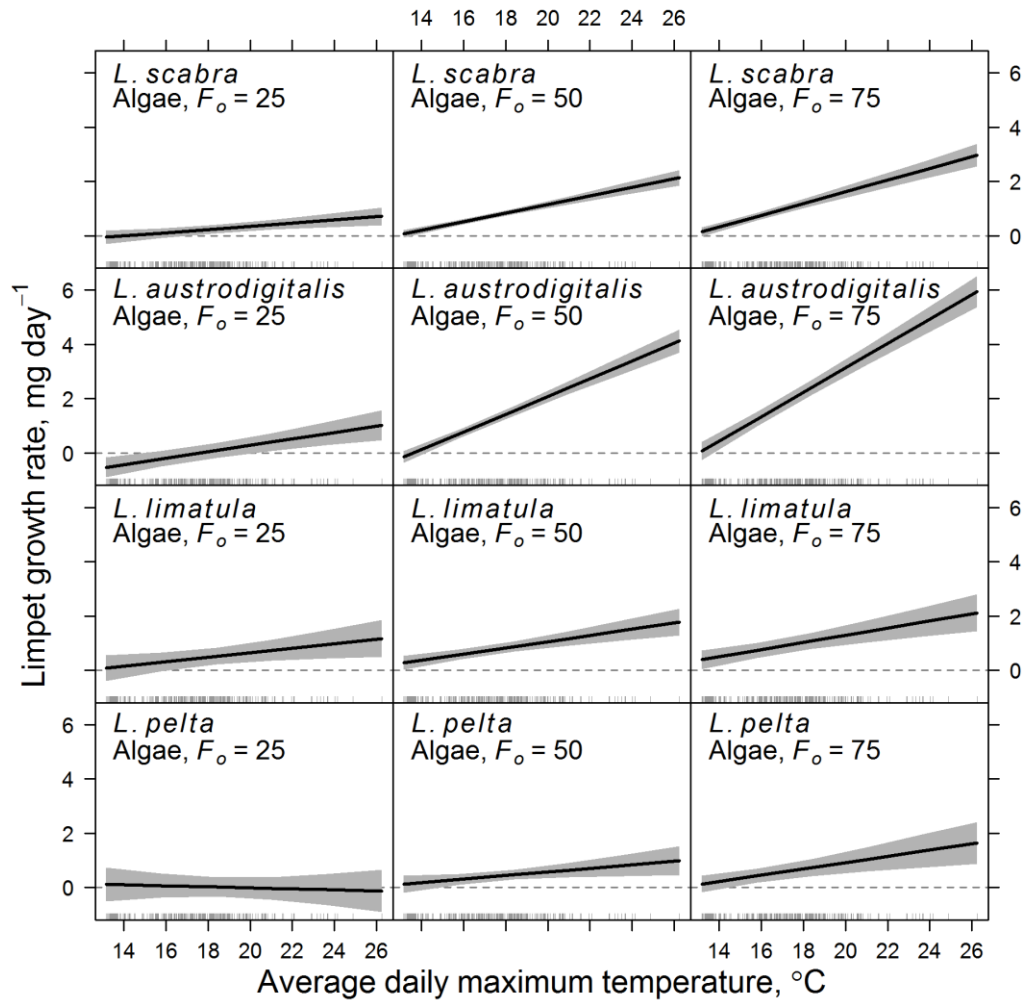 14 16 18 20 22 24 26
L. scabra
Algae, Fo = 25
L. scabra
Algae, Fo = 50
L. scabra
Algae, Fo = 75
6
4
2
0
L. austrodigitalis
Algae, Fo = 25
L. austrodigitalis
Algae, Fo = 50
L. austrodigitalis
Algae, Fo = 75
6
4
2
0
L. limatula
Algae, Fo = 25
L. limatula
Algae, Fo = 50
L. limatula
Algae, Fo = 75
6
4
2
0
L. pelta
Algae, Fo = 25
L. pelta
Algae, Fo = 50
L. pelta
Algae, Fo = 75
6
4
2
0
Limpet growth rate, mg day−1
14 16 18 20 22 24 26
14 16 18 20 22 24 26
Average daily maximum temperature, °C